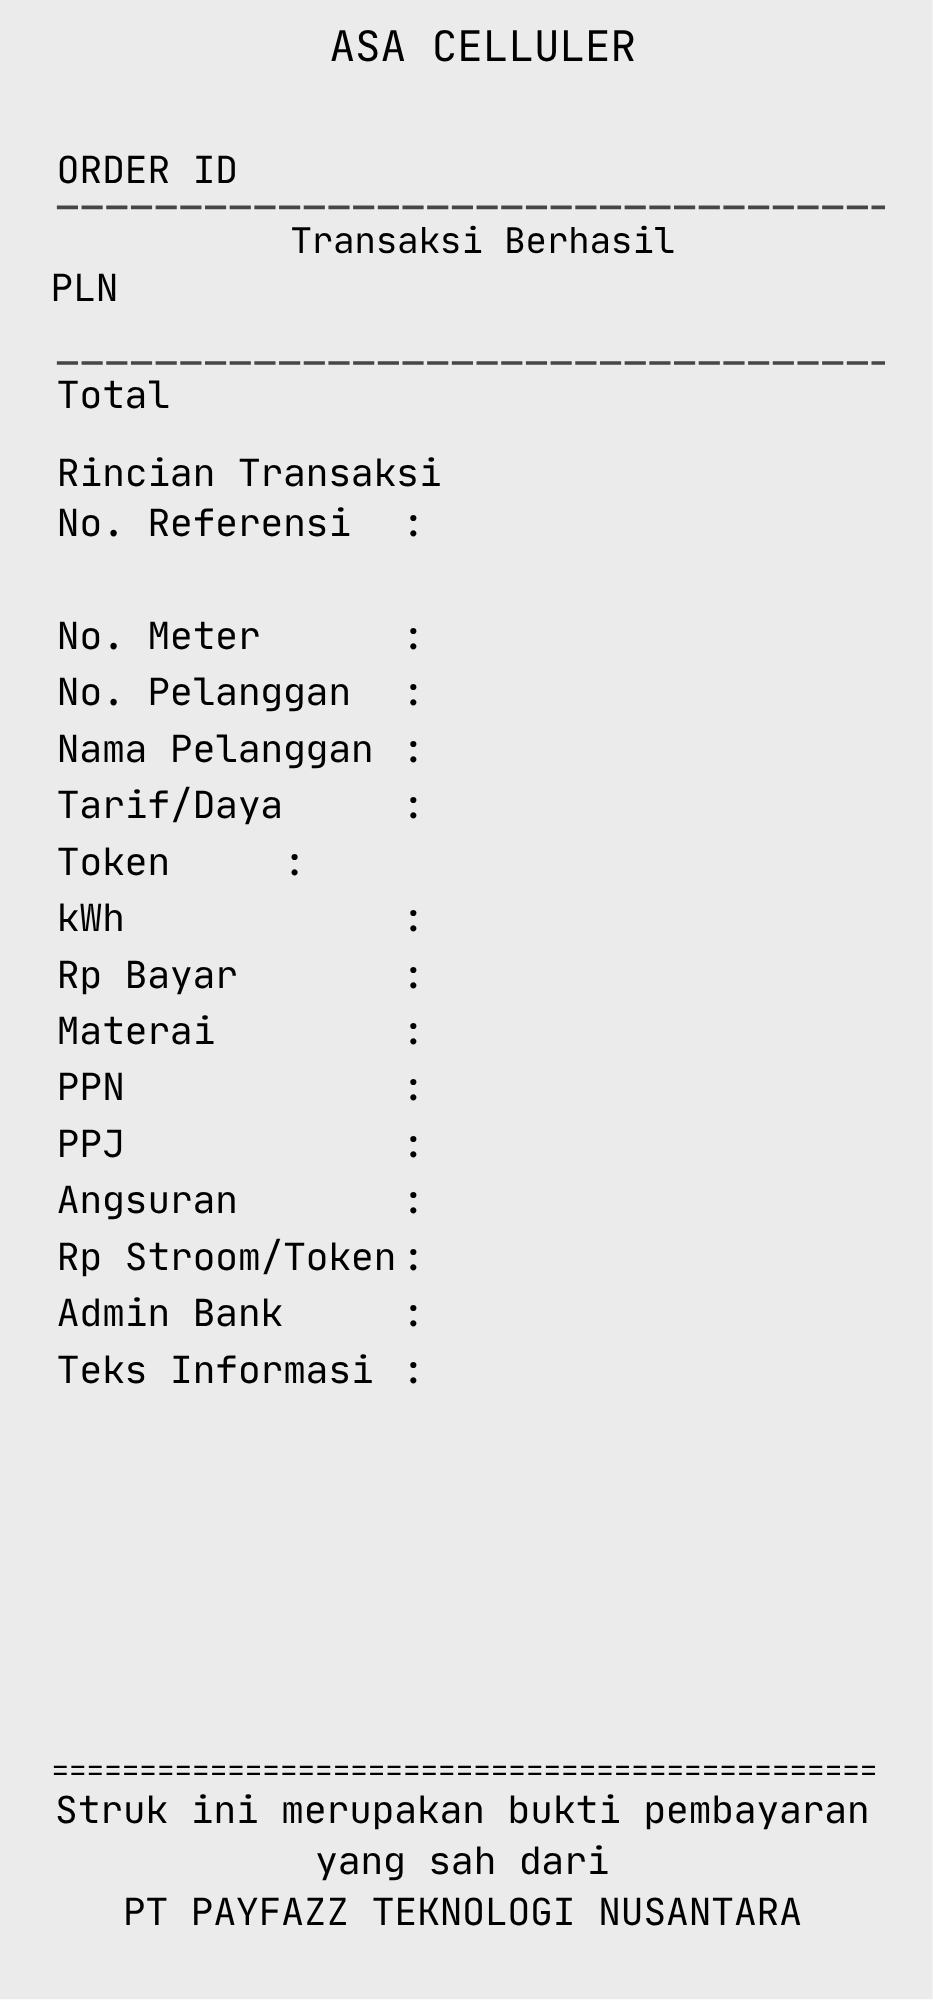 ASA CELLULER
ORDER ID
Transaksi Berhasil
PLN
Total
Rincian Transaksi
No. Referensi :
No. Meter :
No. Pelanggan :
Nama Pelanggan :
Tarif/Daya :
Token :
kWh :
Rp Bayar :
Materai :
PPN :
PPJ :
Angsuran :
Rp Stroom/Token :
Admin Bank :
Teks Informasi :
===============================================
Struk ini merupakan bukti pembayaran
yang sah dari
PT PAYFAZZ TEKNOLOGI NUSANTARA